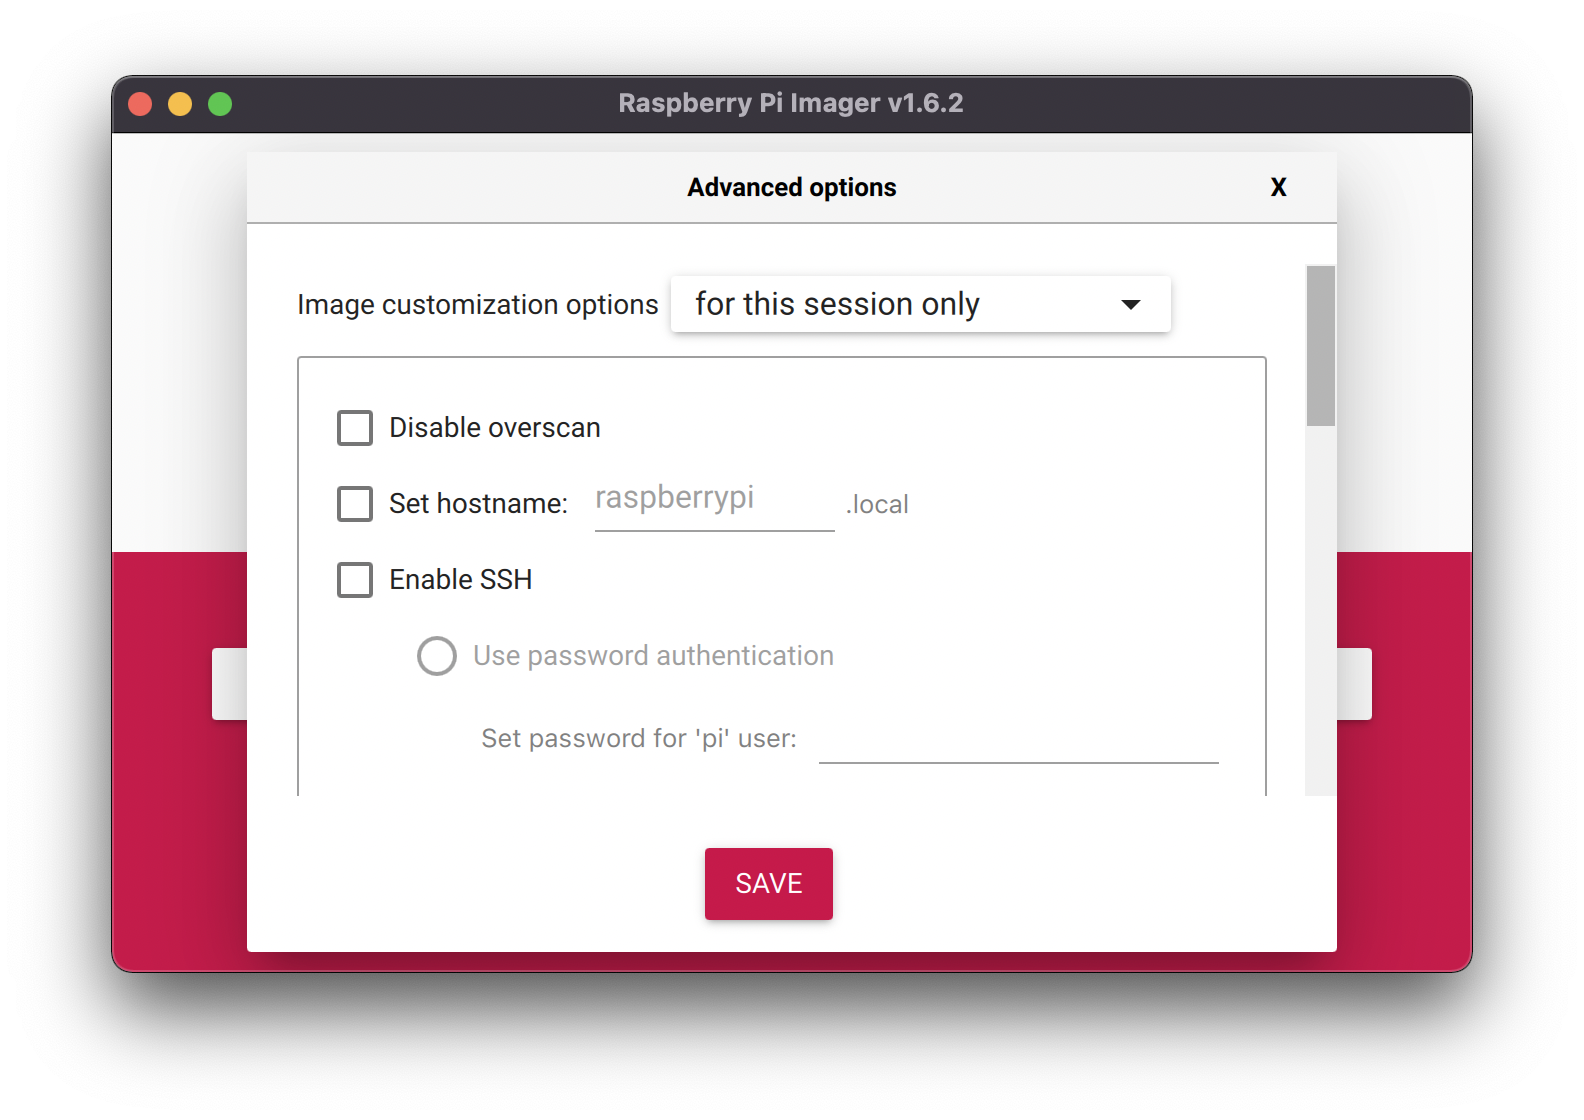 Raspberry Pi Imager v1.6.2
Advanced options X
Image customization options for this session only
Disable overscan
Set hostname: raspberrypi .local
Enable SSH
Use password authentication
Set password for 'pi' user:
SAVE